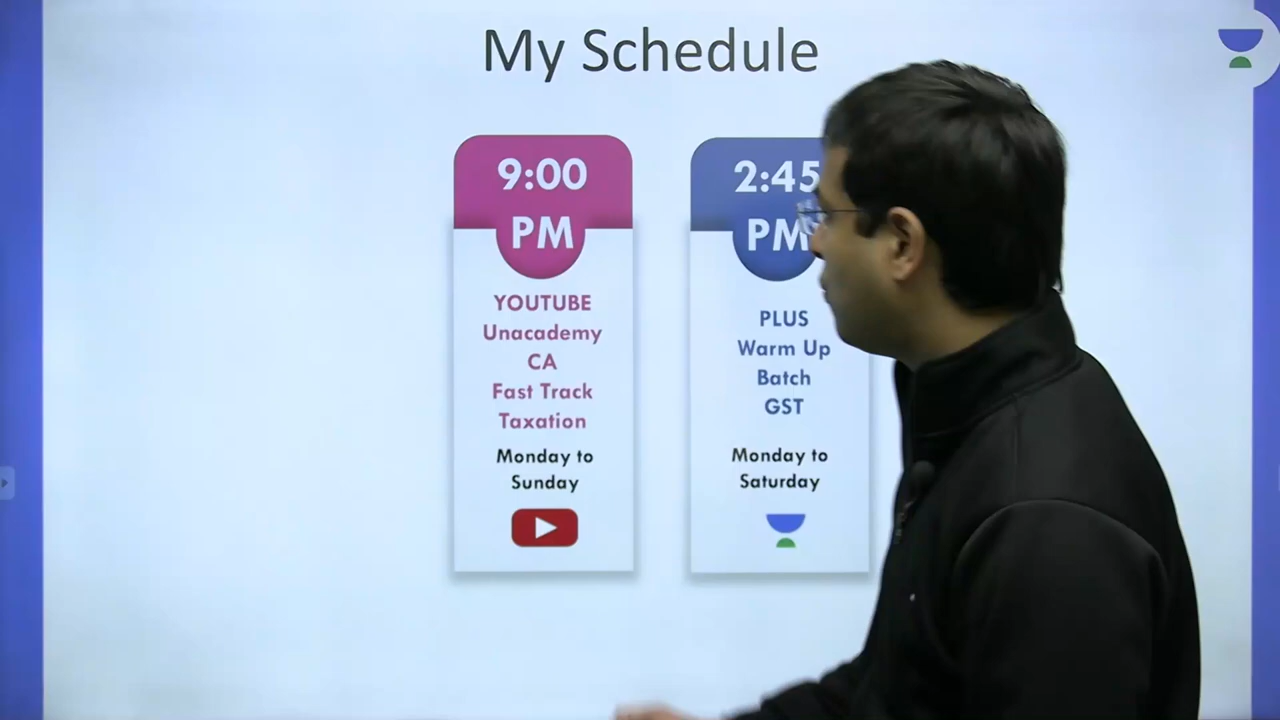 My Schedule
9:00
PM
YOUTUBE
Unacademy
CA
Fast Track
Taxation
Monday to
Sunday
2:45
PM
PLUS
Warm Up
Batch
GST
Monday to
Saturday